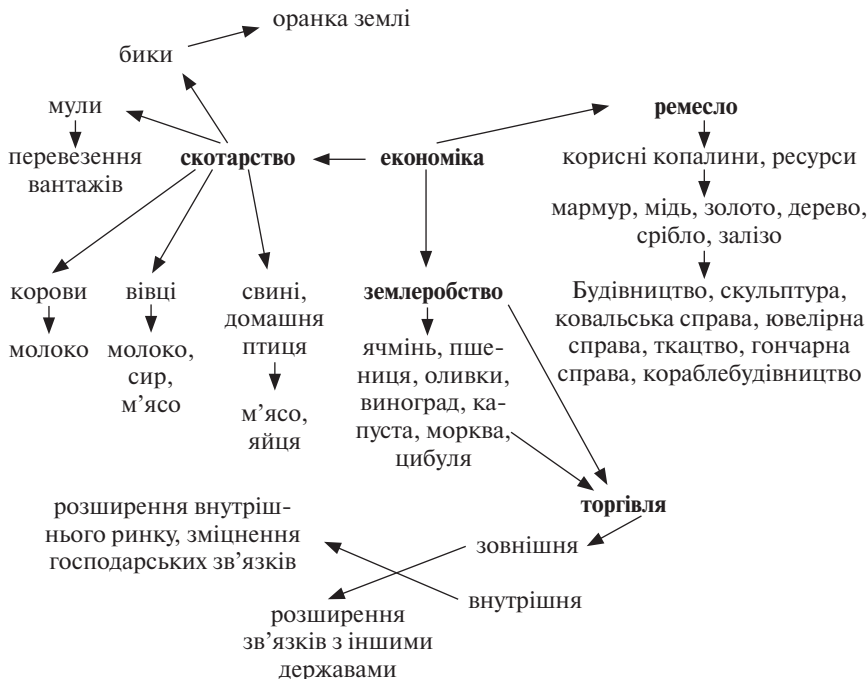 оранка землі
бики
мули
перевезення
вантажів
скотарство
економіка
ремесло
корисні копалини, ресурси
мармур, мідь, золото, дерево,
срібло, залізо
Будівництво, скульптура,
ковальська справа, ювелірна
справа, ткацтво, гончарна
справа, кораблебудівництво
корови
молоко
вівці
молоко,
сир,
м’ясо
свині,
домашня
птиця
м’ясо,
яйця
землеробство
ячмінь, пше-
ниця, оливки,
виноград, ка-
пуста, морква,
цибуля
торгівля
зовнішня
внутрішня
розширення внутріш-
нього ринку, зміцнення
господарських зв’язків
розширення
зв’язків з іншими
державами